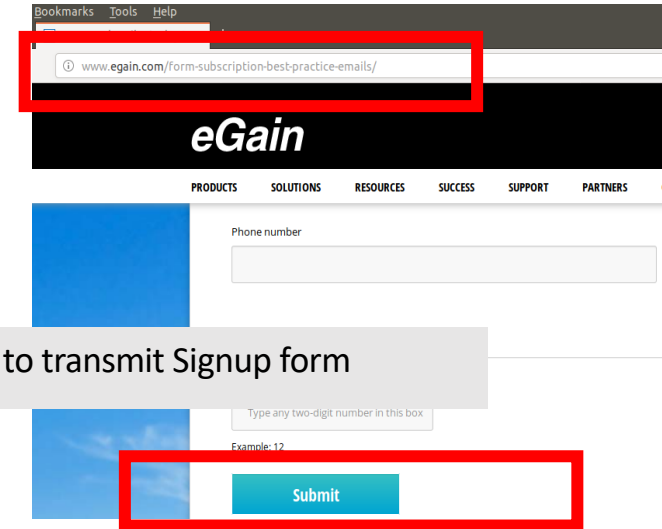 Bookmarks Tools Help
www.egain.com/form-subscription-best-practice-emails/
eGain
PRODUCTS SOLUTIONS RESOURCES SUCCESS SUPPORT PARTNERS
Phone number
to transmit Signup form
Type any two-digit number in this box
Example: 12
Submit